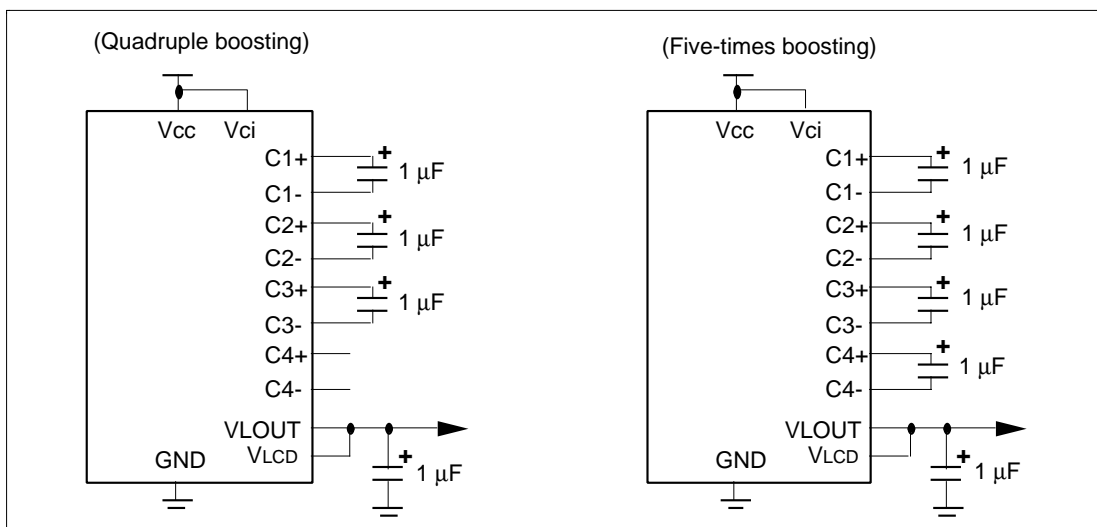 (Quadruple boosting)
Vcc Vci
C1+
+
1 μF
C1-
C2+
+
1 μF
C2-
C3+
+
1 μF
C3-
C4+
C4-
VLOUT
VLCD
GND
+
1 μF
(Five-times boosting)
Vcc Vci
C1+
+
1 μF
C1-
C2+
+
1 μF
C2-
C3+
+
1 μF
C3-
C4+
+
1 μF
C4-
VLOUT
VLCD
GND
+
1 μF